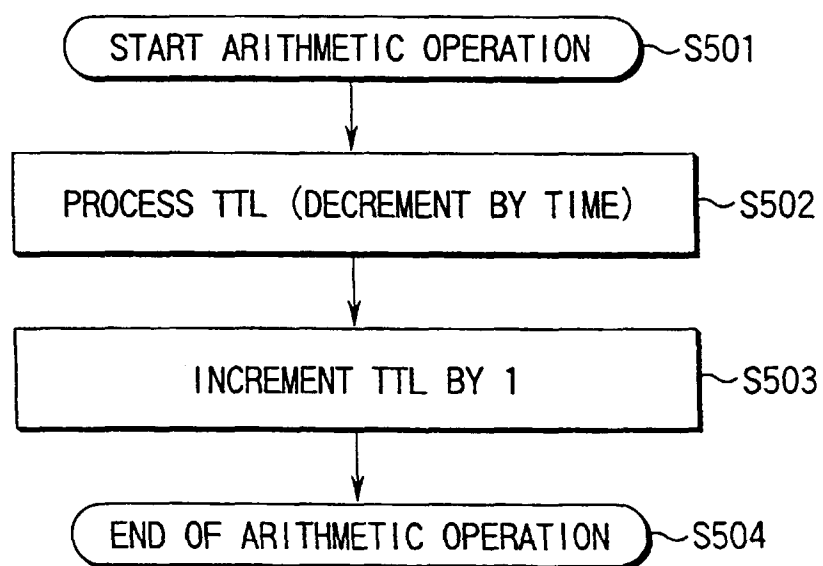 START ARITHMETIC OPERATION S501
PROCESS TTL (DECREMENT BY TIME) S502
INCREMENT TTL BY 1 S503
END OF ARITHMETIC OPERATION S504